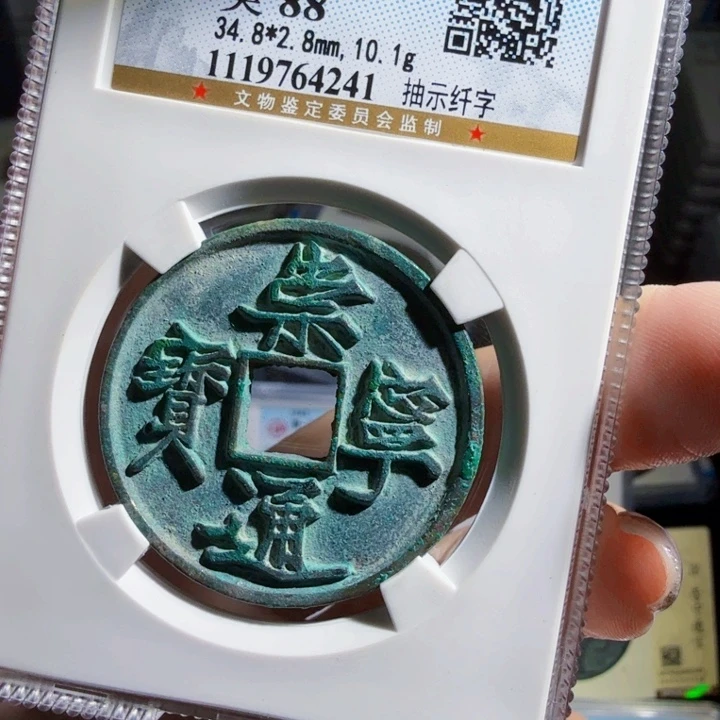 美 88
34.8*2.8mm,10.1g
1119764241 抽示纤字
文物鉴定委员会监制
崇寧通寶